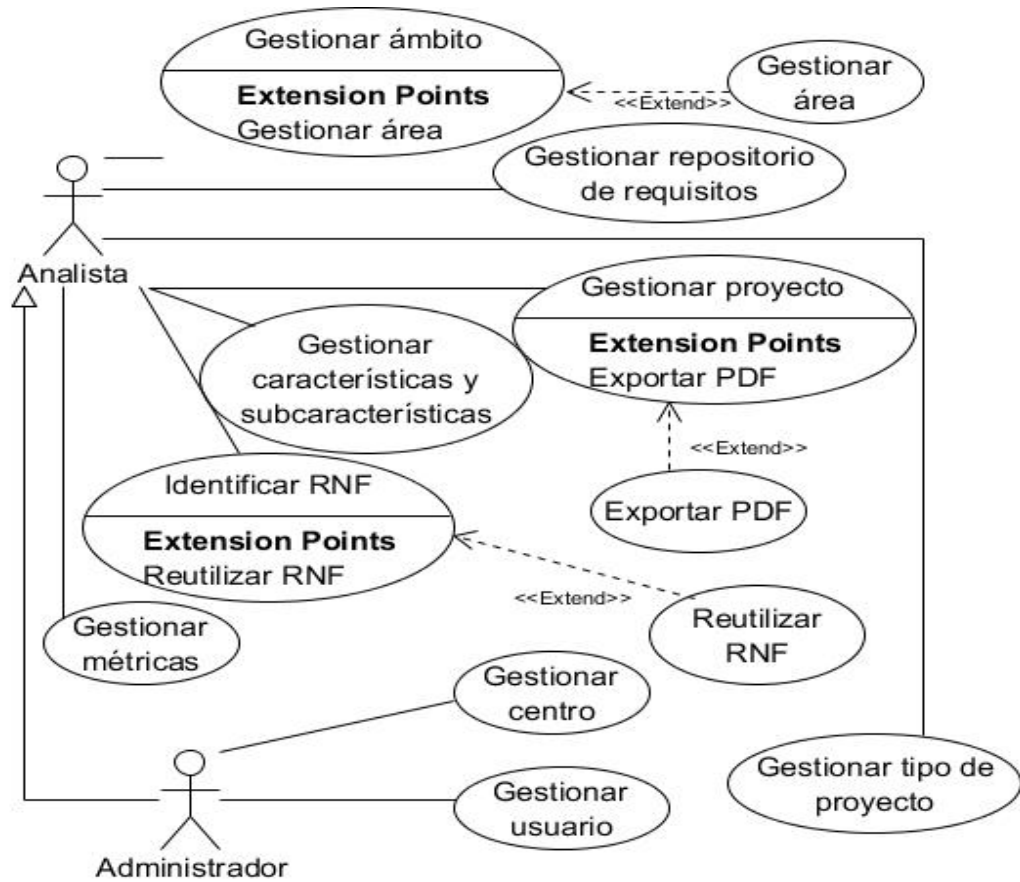 Gestionar ámbito
Extension Points
Gestionar área
<<Extend>>
Gestionar
área
Gestionar repositorio
de requisitos
Analista
Gestionar proyecto
Extension Points
Exportar PDF
Gestionar
características y
subcaracterísticas
<<Extend>>
Exportar PDF
Identificar RNF
Extension Points
Reutilizar RNF
<<Extend>>
Reutilizar
RNF
Gestionar
métricas
Gestionar
centro
Gestionar tipo de
proyecto
Gestionar
usuario
Administrador